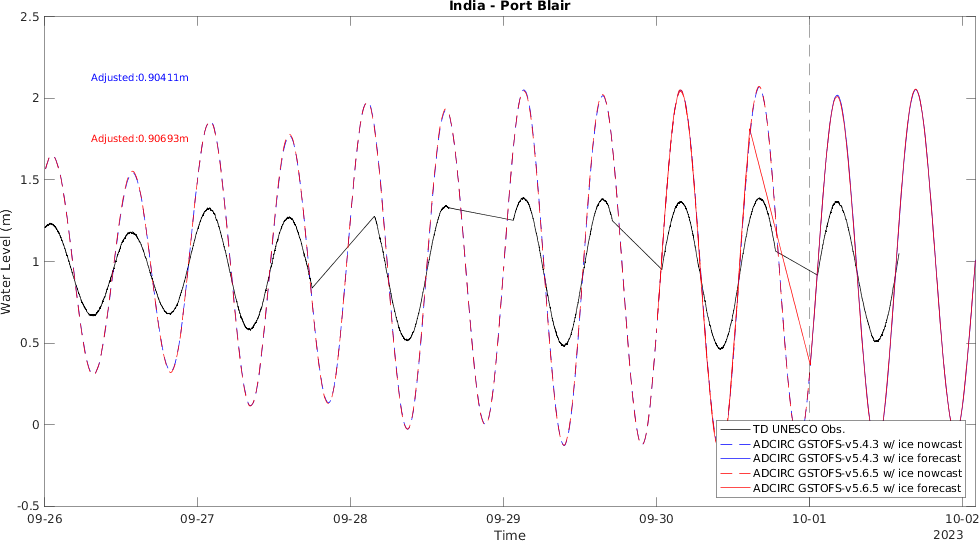 India - Port Blair
2.5
2
1.5
1
0.5
0
-0.5
Water Level (m)
Adjusted:0.90411m
Adjusted:0.90693m
TD UNESCO Obs.
ADCIRC GSTOFS-v5.4.3 w/ ice nowcast
ADCIRC GSTOFS-v5.4.3 w/ ice forecast
ADCIRC GSTOFS-v5.6.5 w/ ice nowcast
ADCIRC GSTOFS-v5.6.5 w/ ice forecast
09-26 09-27 09-28 09-29 09-30 10-01 10-02
Time
2023